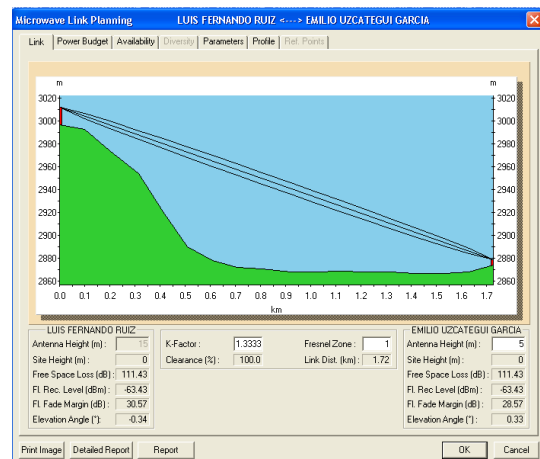 Microwave Link Planning LUIS FERNANDO RUIZ <---> EMILIO UZCATEGUI GARCIA
Link Power Budget Availability Diversity Parameters Profile Ref. Points
m m
3020 3020
3000 3000
2980 2980
2960 2960
2940 2940
2920 2920
2900 2900
2880 2880
2860 2860
0.0 0.1 0.2 0.3 0.4 0.5 0.6 0.7 0.8 0.9 1.0 1.1 1.2 1.3 1.4 1.5 1.6 1.7
km
LUIS FERNANDO RUIZ
Antenna Height (m) : 15
Site Height (m) : 0
Free Space Loss (dB) : 111.43
Fl. Rec. Level (dBm) : -63.43
Fl. Fade Margin (dB) : 30.57
Elevation Angle (°): -0.34
K-Factor : 1.3333 Fresnel Zone : 1
Clearance (%) : 100.0 Link Dist. (km) : 1.72
EMILIO UZCATEGUI GARCIA
Antenna Height (m) : 5
Site Height (m) : 0
Free Space Loss (dB) : 111.43
Fl. Rec. Level (dBm) : -63.43
Fl. Fade Margin (dB) : 28.57
Elevation Angle (°): 0.33
Print Image Detailed Report Report OK Cancel